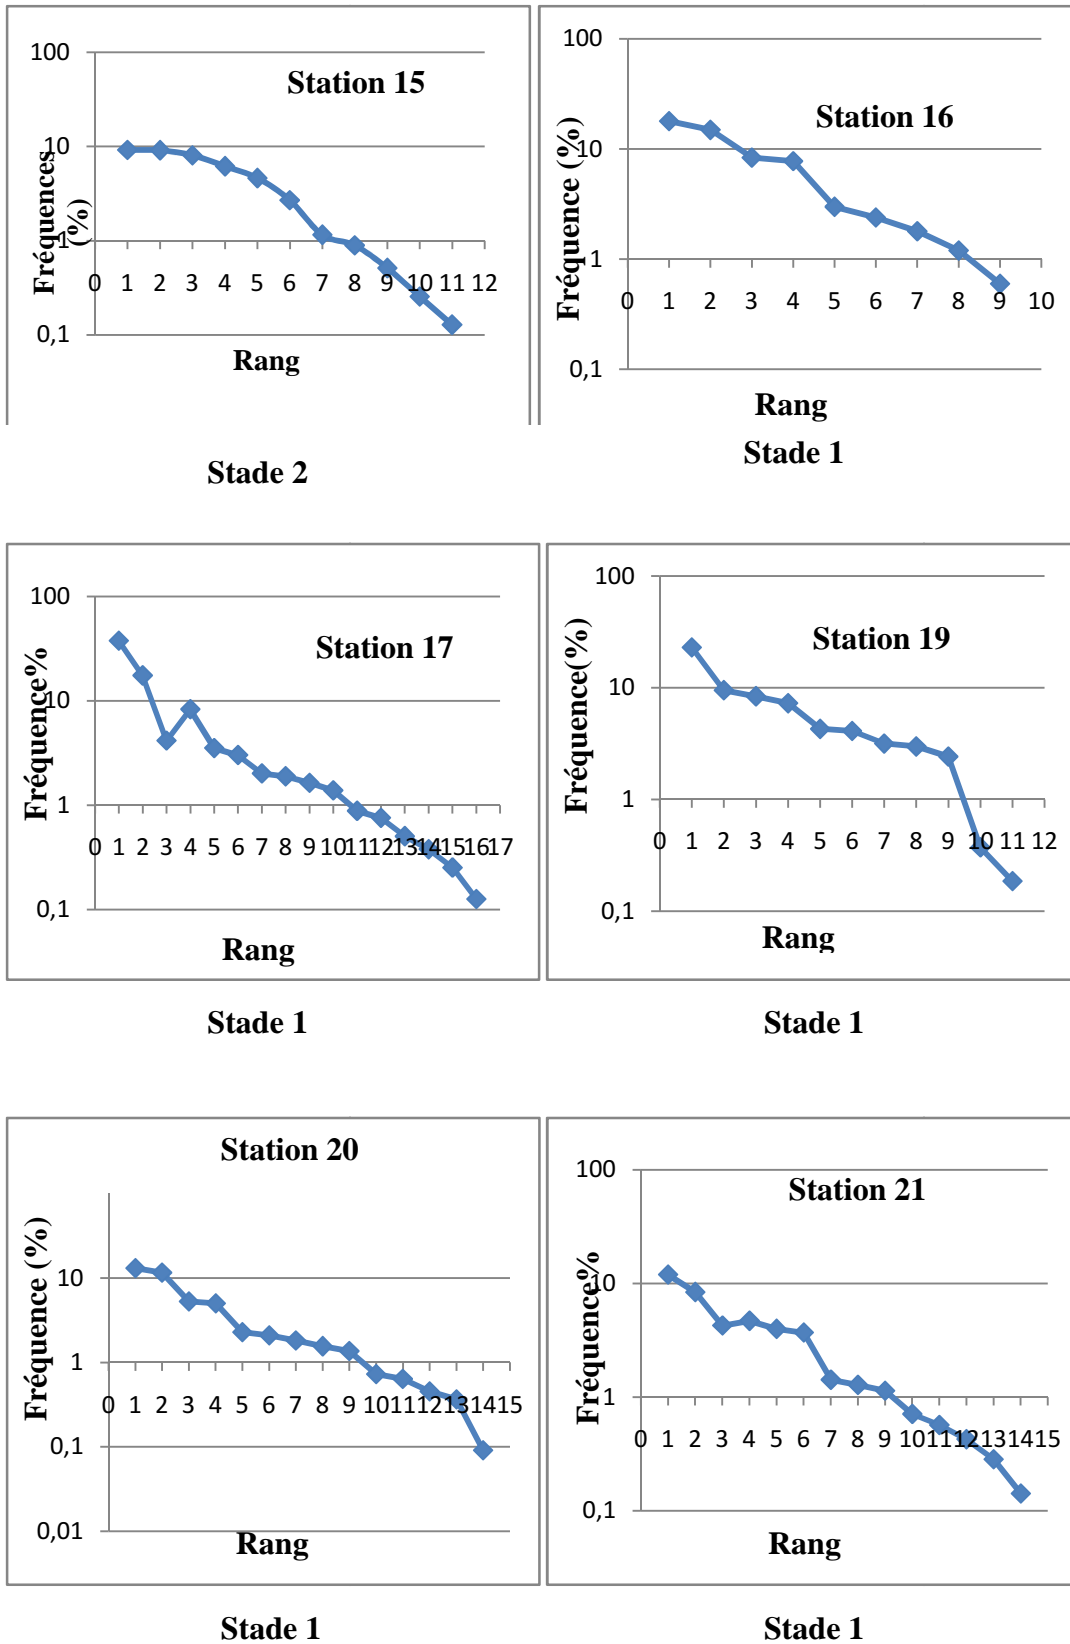 Station 15
100
10
1
0,1
Fréquences
(%)
0 1 2 3 4 5 6 7 8 9 10 11 12
Rang
Stade 2
Station 16
100
10
1
0,1
Fréquence (%)
0 1 2 3 4 5 6 7 8 9 10
Rang
Stade 1
Station 17
100
10
1
0,1
Fréquence%
0 1 2 3 4 5 6 7 8 9 10 11 12 13 14 15 16 17
Rang
Stade 1
Station 19
100
10
1
0,1
Fréquence(%)
0 1 2 3 4 5 6 7 8 9 10 11 12
Rang
Stade 1
Station 20
10
1
0,1
0,01
Fréquence (%)
0 1 2 3 4 5 6 7 8 9 10 11 12 13 14 15
Rang
Stade 1
Station 21
100
10
1
0,1
Fréquence%
0 1 2 3 4 5 6 7 8 9 10 11 12 13 14 15
Rang
Stade 1